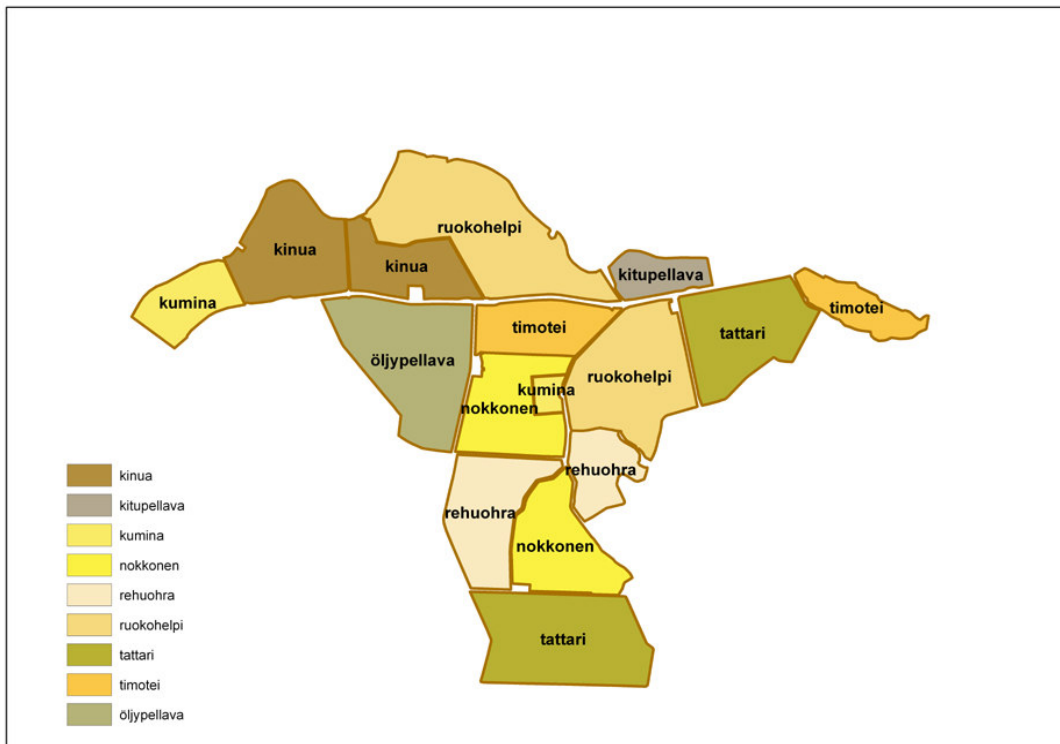 ruokohelpi
kinua
kinua
kitupellava
kumina
timotei
timotei
tattari
öljypellava
ruokohelpi
kumina
nokkonen
rehuohra
rehuohra
nokkonen
tattari
kinua
kitupellava
kumina
nokkonen
rehuohra
ruokohelpi
tattari
timotei
öljypellava